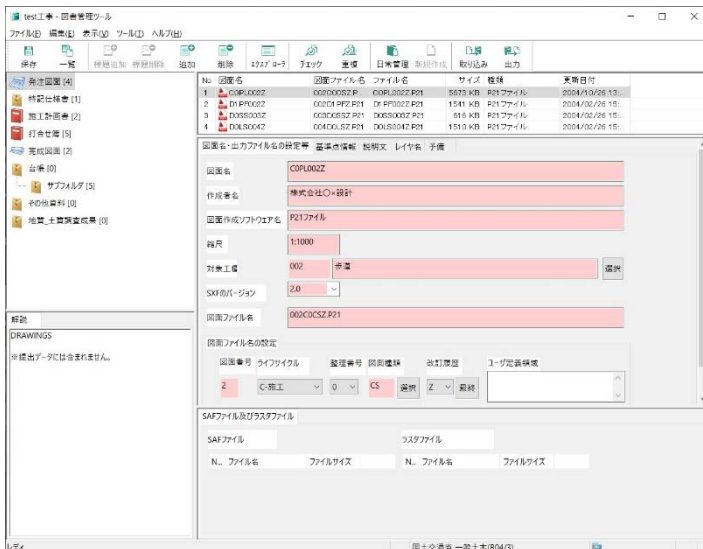 test工事 - 図書管理ツール
ファイル(F) 編集(E) 表示(V) ツール(T) ヘルプ(H)
保存 一覧 標題追加 標題削除 追加 削除 エクスプローラ チェック 重複 日常管理 新規作成 取り込み 出力
発注図面 [4]
特記仕様書 [1]
施工計画書 [2]
打合せ簿 [5]
完成図面 [2]
台帳 [0]
サブフォルダ [5]
その他資料 [0]
地質_土質調査成果 [0]
解説
DRAWINGS
※提出データには含まれません。
No 図面名 図面ファイル名 ファイル名 サイズ 種類 更新日付
1 C0PL002Z 002C0CSZ.P... C0PL002Z.P21 5673 KB P21ファイル 2004/10/26 13:...
2 D1PF002Z 002D1PFZ.P21 D1PF002Z.P21 1541 KB P21ファイル 2004/02/26 15:...
3 D0SS003Z 003D0SSZ.P21 D0SS003Z.P21 616 KB P21ファイル 2004/02/26 15:...
4 D0LS004Z 004D0LSZ.P21 D0LS004Z.P21 1510 KB P21ファイル 2004/02/26 15:...
図面名・出力ファイル名の設定等 基準点情報 説明文 レイヤ名 予備
図面名 C0PL002Z
作成者名 株式会社○×設計
図面作成ソフトウェア名 P21ファイル
縮尺 1:1000
対象工種 002 歩道 選択
SXFのバージョン 2.0
図面ファイル名 002C0CSZ.P21
図面ファイル名の設定
図面番号 ライフサイクル 整理番号 図面種類 改訂履歴 ユーザ定義領域
2 C-施工 0 CS 選択 Z 最終
SAFファイル及びラスタファイル
SAFファイル ラスタファイル
N... ファイル名 ファイルサイズ N... ファイル名 ファイルサイズ
レディ 国土交通省 一般土木(R04/3)